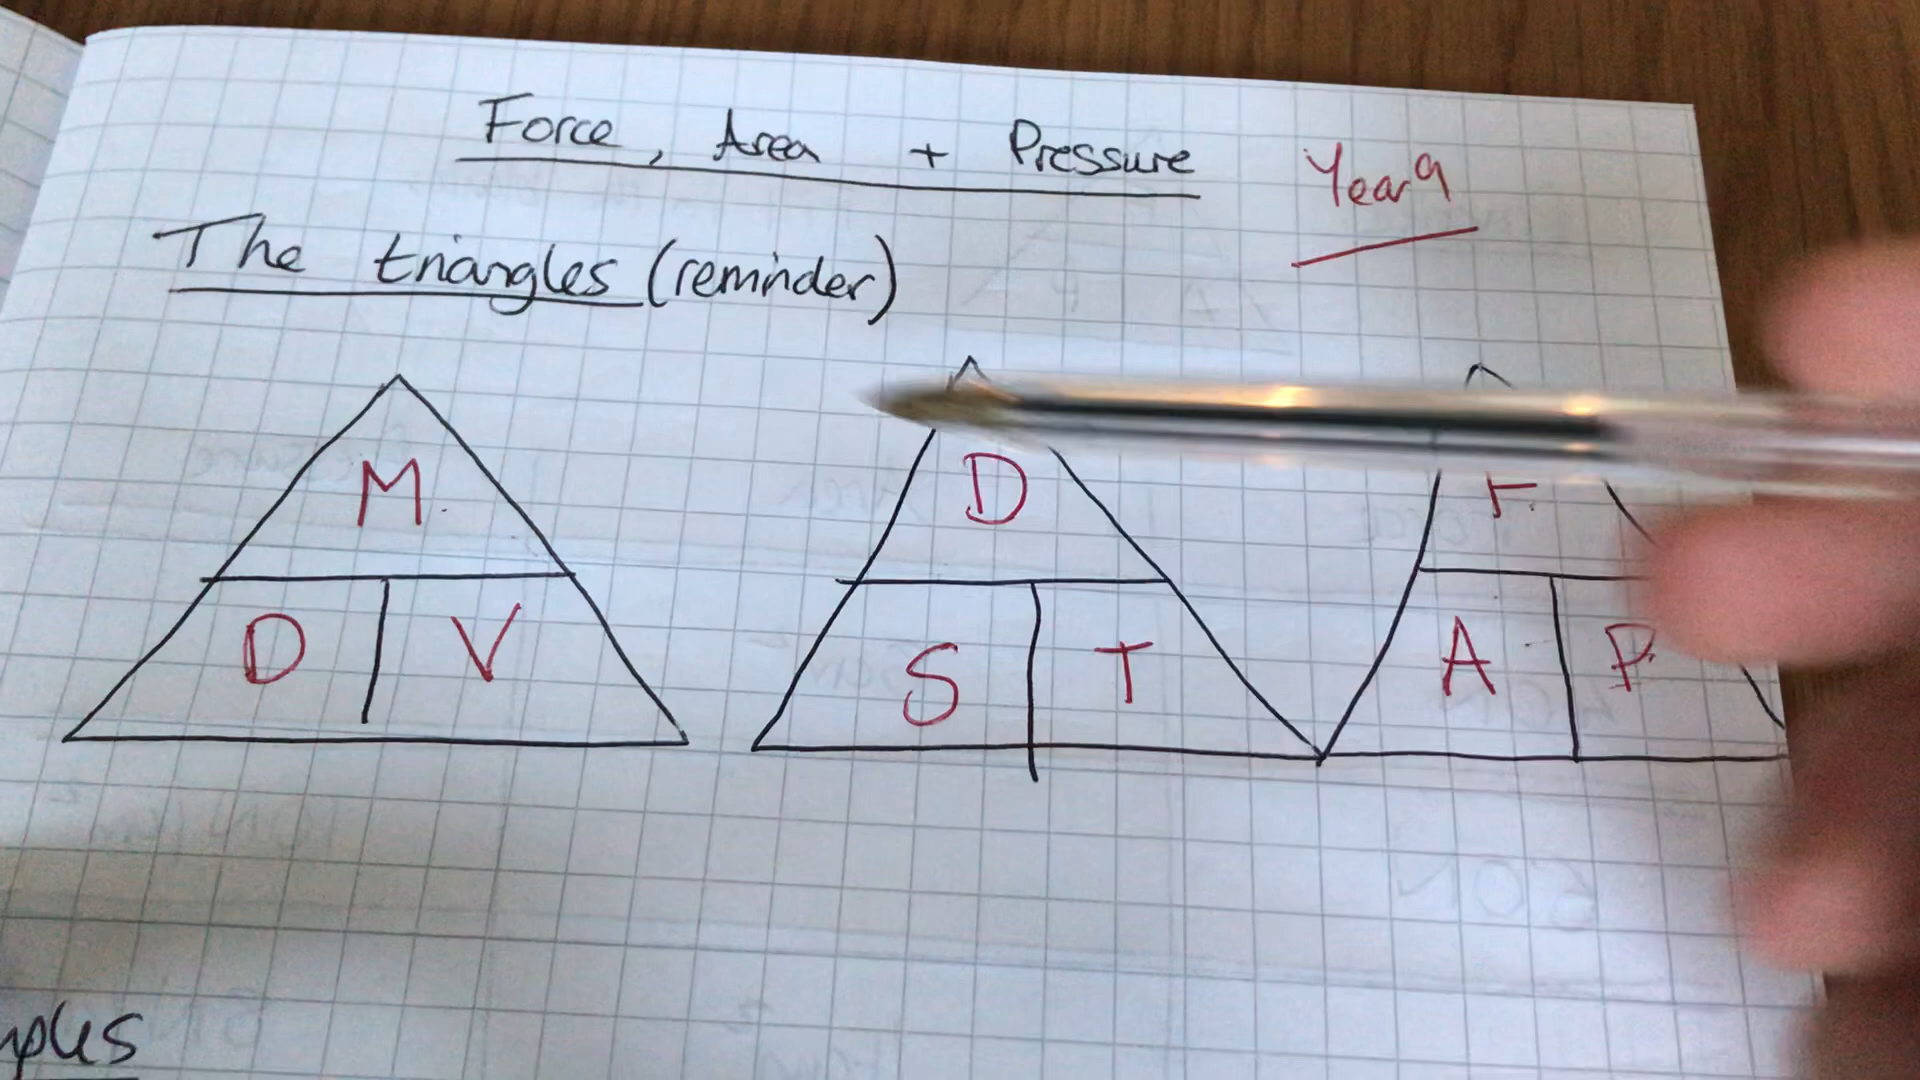 Force, Area + Pressure
Year 9
The triangles (reminder)
M
D V
D
S T
F
A P